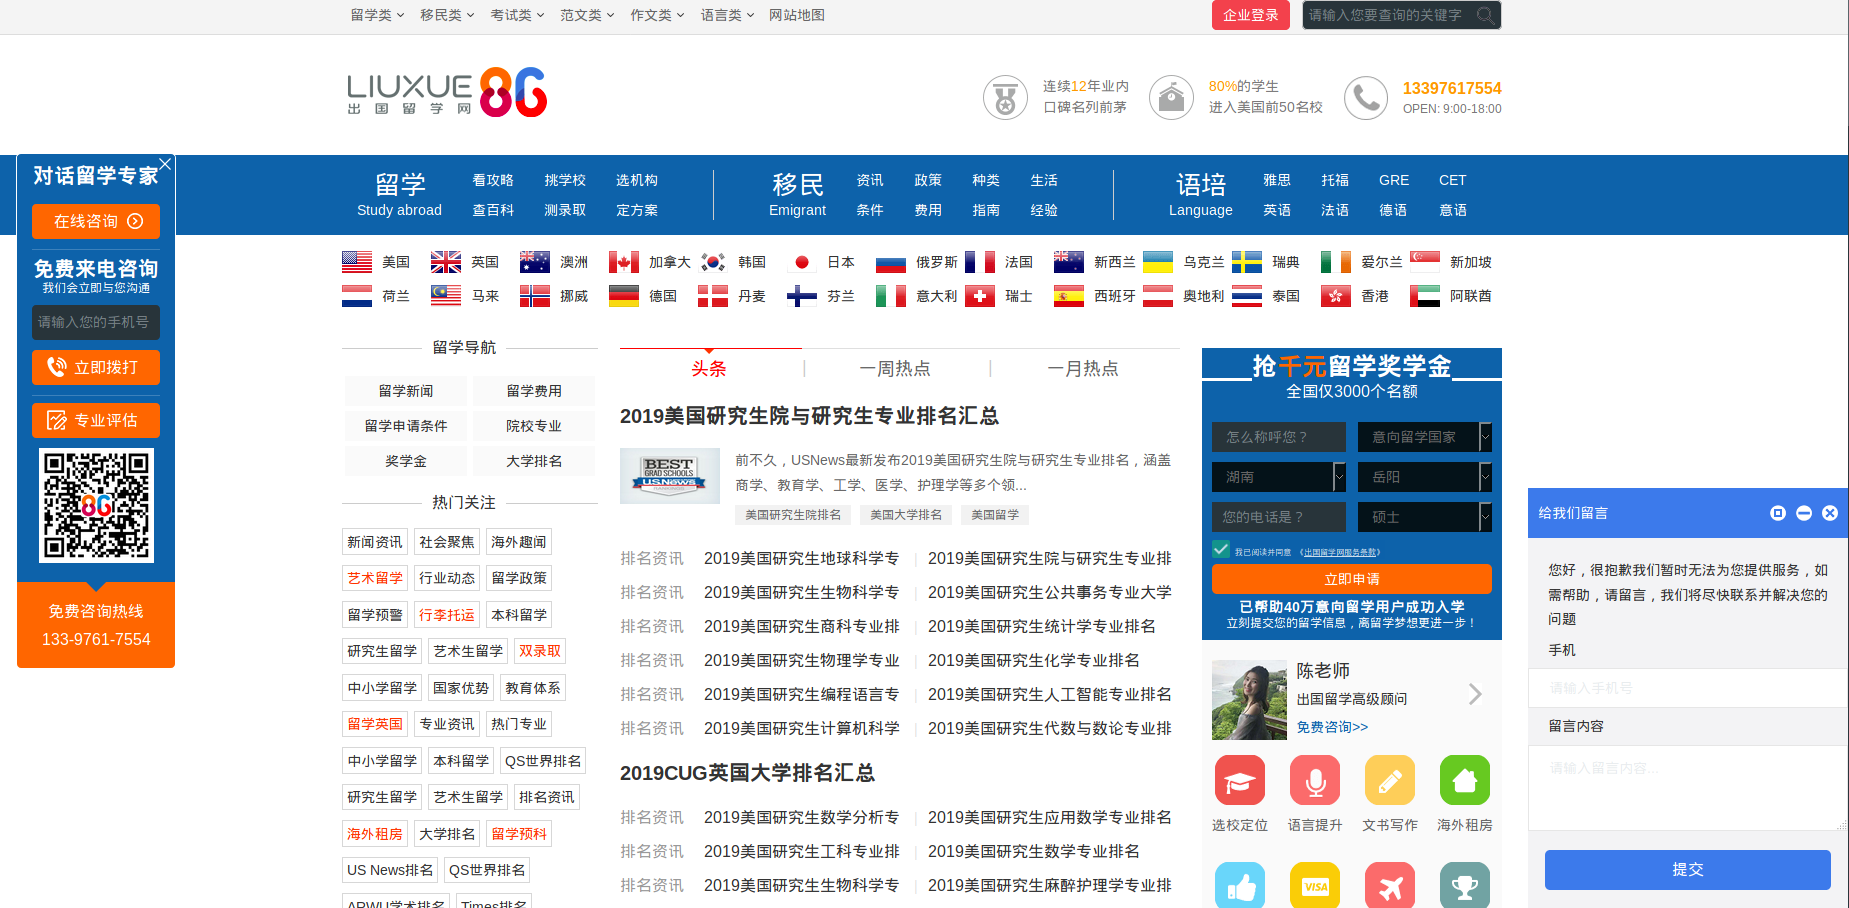 留学类 移民类 考试类 范文类 作文类 语言类 网站地图 企业登录 请输入您要查询的关键字
LIUXUE86
出国留学网
连续12年业内
口碑名列前茅
80%的学生
进入美国前50名校
13397617554
OPEN: 9:00-18:00
对话留学专家
在线咨询
免费来电咨询
我们会立即与您沟通
请输入您的手机号
立即拨打
专业评估
86
免费咨询热线
133-9761-7554
留学 看攻略 挑学校 选机构
Study abroad 查百科 测录取 定方案
移民 资讯 政策 种类 生活
Emigrant 条件 费用 指南 经验
语培 雅思 托福 GRE CET
Language 英语 法语 德语 意语
美国 英国 澳洲 加拿大 韩国 日本 俄罗斯 法国 新西兰 乌克兰 瑞典 爱尔兰 新加坡
荷兰 马来 挪威 德国 丹麦 芬兰 意大利 瑞士 西班牙 奥地利 泰国 香港 阿联酋
留学导航
留学新闻 留学费用
留学申请条件 院校专业
奖学金 大学排名
热门关注
新闻资讯 社会聚焦 海外趣闻
艺术留学 行业动态 留学政策
留学预警 行李托运 本科留学
研究生留学 艺术生留学 双录取
中小学留学 国家优势 教育体系
留学英国 专业资讯 热门专业
中小学留学 本科留学 QS世界排名
研究生留学 艺术生留学 排名资讯
海外租房 大学排名 留学预科
US News排名 QS世界排名
ARWU学术排名 Times排名
头条 | 一周热点 | 一月热点
2019美国研究生院与研究生专业排名汇总
BEST
GRAD SCHOOLS
U.S.News
前不久，USNews最新发布2019美国研究生院与研究生专业排名，涵盖
商学、教育学、工学、医学、护理学等多个领...
美国研究生院排名 美国大学排名 美国留学
排名资讯 2019美国研究生地球科学专 | 2019美国研究生院与研究生专业排
排名资讯 2019美国研究生生物科学专 | 2019美国研究生公共事务专业大学
排名资讯 2019美国研究生商科专业排 | 2019美国研究生统计学专业排名
排名资讯 2019美国研究生物理学专业 | 2019美国研究生化学专业排名
排名资讯 2019美国研究生编程语言专 | 2019美国研究生人工智能专业排名
排名资讯 2019美国研究生计算机科学 | 2019美国研究生代数与数论专业排
2019CUG英国大学排名汇总
排名资讯 2019美国研究生数学分析专 | 2019美国研究生应用数学专业排名
排名资讯 2019美国研究生工科专业排 | 2019美国研究生数学专业排名
排名资讯 2019美国研究生生物科学专 | 2019美国研究生麻醉护理学专业排
抢千元留学奖学金
全国仅3000个名额
怎么称呼您？ 意向留学国家
湖南 岳阳
您的电话是？ 硕士
我已阅读并同意 《出国留学网服务条款》
立即申请
已帮助40万意向留学用户成功入学
立刻提交您的留学信息，离留学梦想更进一步！
陈老师
出国留学高级顾问
免费咨询>>
选校定位 语言提升 文书写作 海外租房
VISA
给我们留言
您好，很抱歉我们暂时无法为您提供服务，如
需帮助，请留言，我们将尽快联系并解决您的
问题
手机
请输入手机号
留言内容
请输入留言内容...
提交